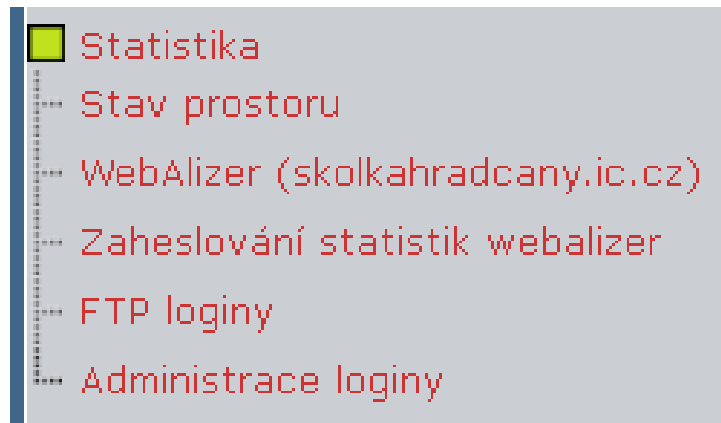 Statistika
Stav prostoru
WebAlizer (skolkahradcany.ic.cz)
Zaheslování statistik webalizer
FTP loginy
Administrace loginy